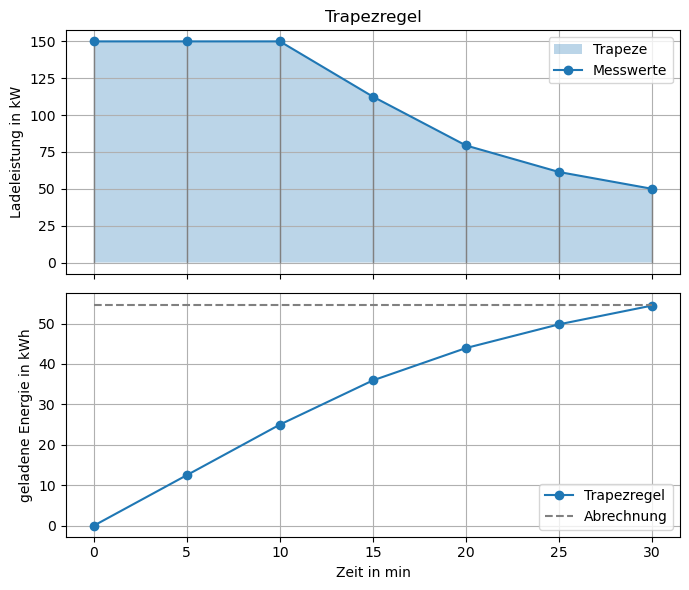 Trapezregel
150
125
100
75
50
25
0
Ladeleistung in kW
Trapeze
Messwerte
50
40
30
20
10
0
geladene Energie in kWh
Trapezregel
Abrechnung
0 5 10 15 20 25 30
Zeit in min